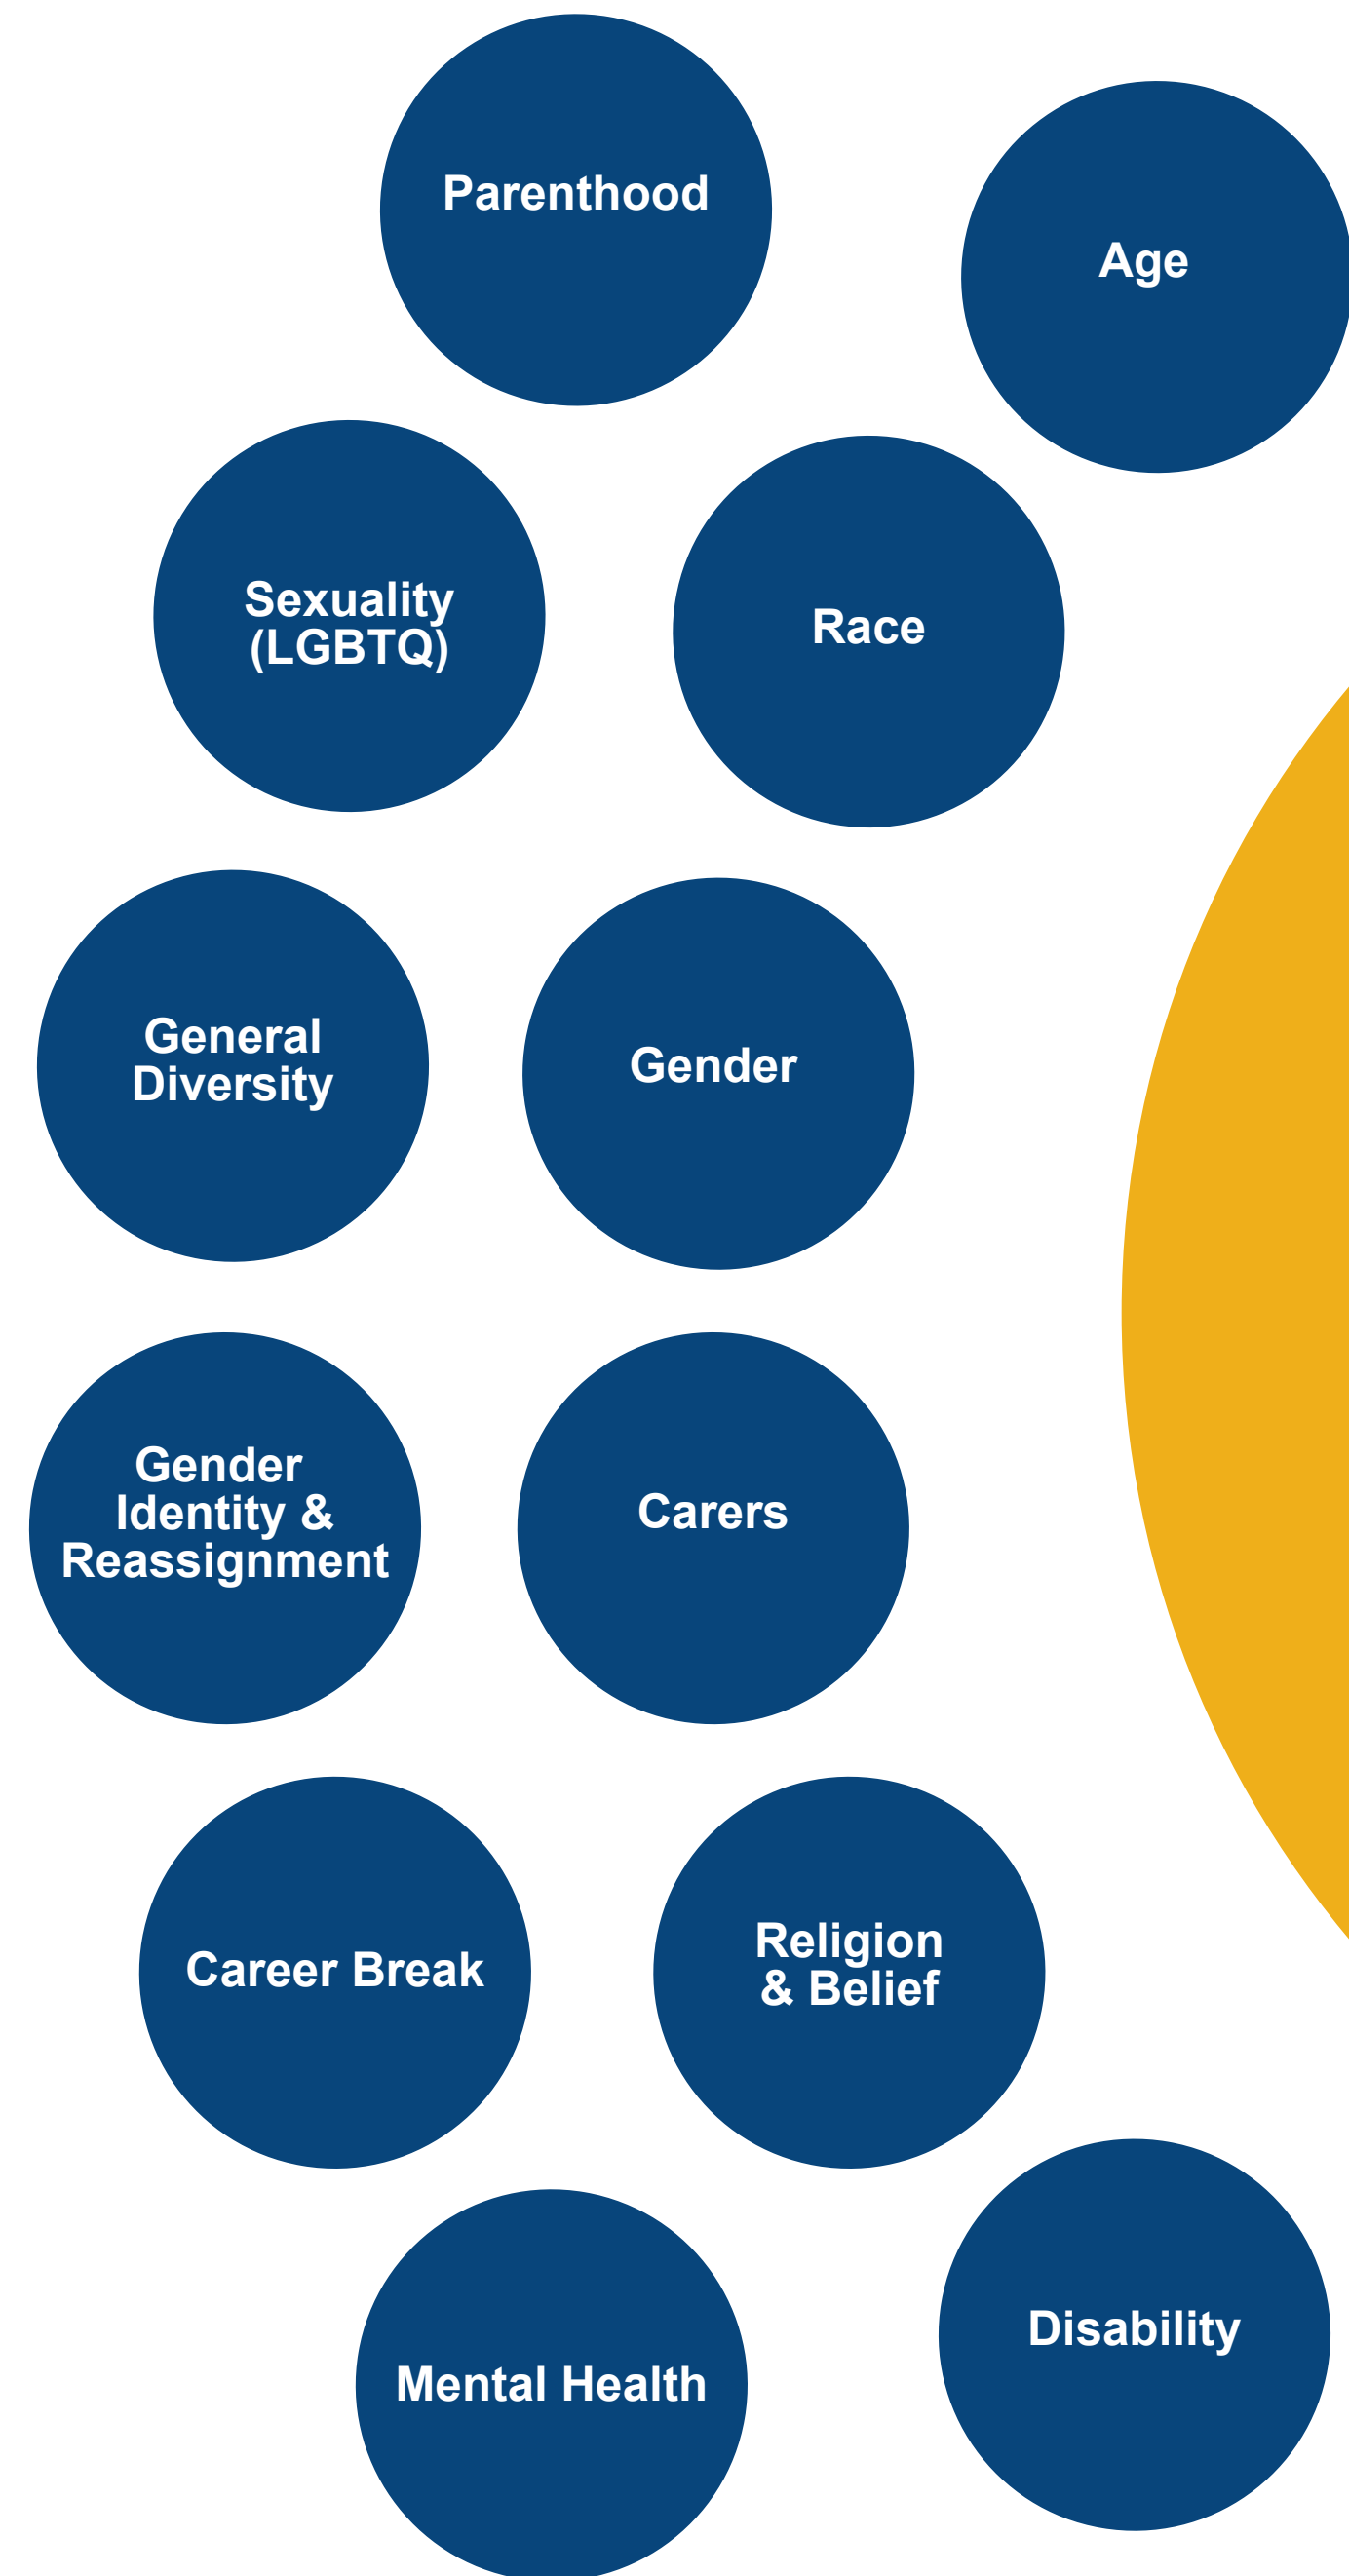 Parenthood
Age
Sexuality
(LGBTQ)
Race
General
Diversity
Gender
Gender
Identity &
Reassignment
Carers
Career Break
Religion
& Belief
Mental Health
Disability